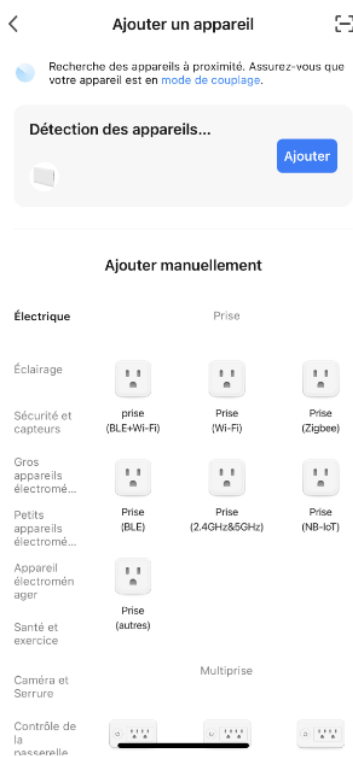 Ajouter un appareil
Recherche des appareils à proximité. Assurez-vous que
votre appareil est en mode de couplage.
Détection des appareils...
Ajouter
Ajouter manuellement
Électrique
Prise
Éclairage
prise
(BLE+Wi-Fi)
Prise
(Wi-Fi)
Prise
(Zigbee)
Sécurité et
capteurs
Gros
appareils
électromé...
Prise
(BLE)
Prise
(2.4GHz&5GHz)
Prise
(NB-IoT)
Petits
appareils
électromé...
Appareil
électromén
ager
Prise
(autres)
Santé et
exercice
Multiprise
Caméra et
Serrure
Contrôle de
la
passerelle